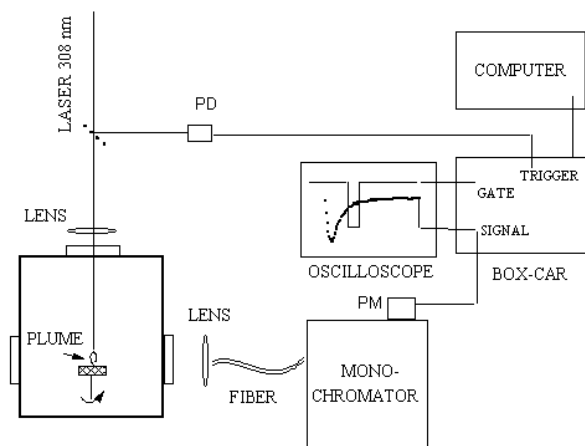 LASER 308 nm
PD
COMPUTER
TRIGGER
GATE
SIGNAL
BOX-CAR
OSCILLOSCOPE
LENS
PLUME
LENS
FIBER
PM
MONO-
CHROMATOR